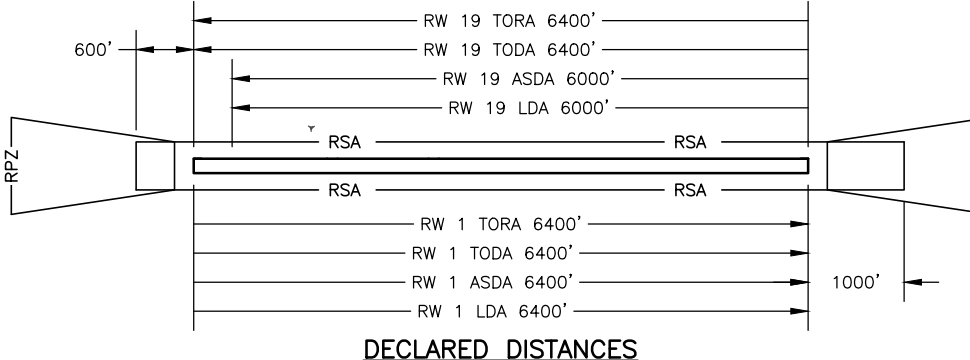 RW 19 TORA 6400'
600'
RW 19 TODA 6400'
RW 19 ASDA 6000'
RW 19 LDA 6000'
RSA RSA
RPZ
RSA RSA
RW 1 TORA 6400'
RW 1 TODA 6400'
RW 1 ASDA 6400'
1000'
RW 1 LDA 6400'
DECLARED DISTANCES